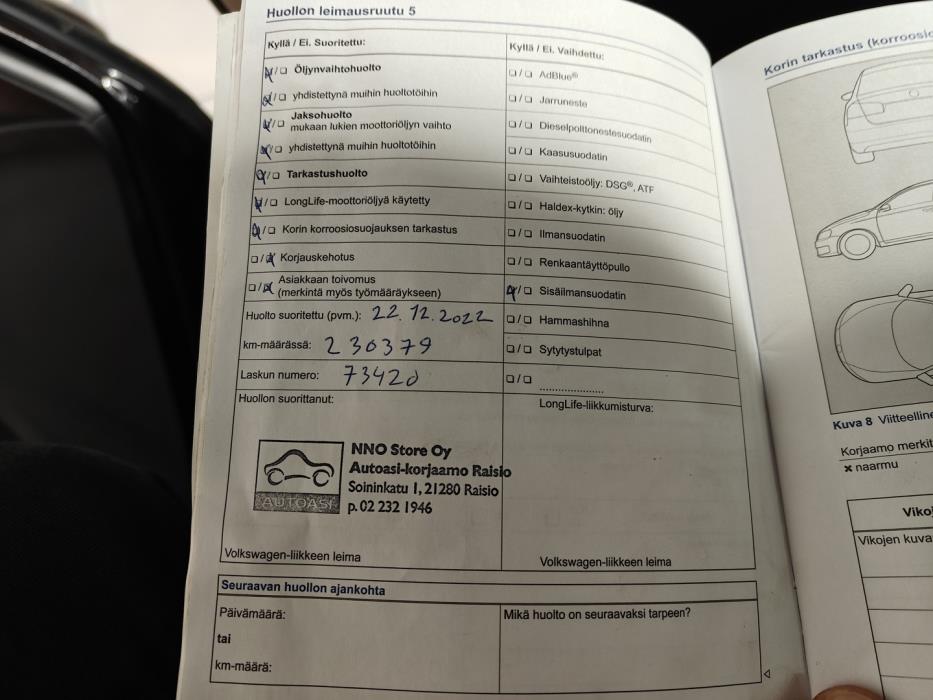 Huollon leimausruutu 5
Kyllä / Ei. Suoritettu:
☒/☐ Öljynvaihtohuolto
☒/☐ yhdistettynä muihin huoltotöihin
☒/☐ Jaksohuolto
mukaan lukien moottoriöljyn vaihto
☒/☐ yhdistettynä muihin huoltotöihin
☒/☐ Tarkastushuolto
☒/☐ LongLife-moottoriöljyä käytetty
☒/☐ Korin korroosiosuojauksen tarkastus
☐/☒ Korjauskehotus
☐/☒ Asiakkaan toivomus
(merkintä myös työmääräykseen)
Huolto suoritettu (pvm.): 22.12.2022
km-määrässä: 230379
Laskun numero: 73420
Huollon suorittanut:
NNO Store Oy
Autoasi-korjaamo Raisio
Soininkatu 1, 21280 Raisio
p. 02 232 1946
AUTOASI
Volkswagen-liikkeen leima
Kyllä / Ei. Vaihdettu:
☐/☐ AdBlue®
☐/☐ Jarruneste
☐/☐ Dieselpolttonestesuodatin
☐/☐ Kaasusuodatin
☐/☐ Vaihteistoöljy: DSG®, ATF
☐/☐ Haldex-kytkin: öljy
☐/☐ Ilmansuodatin
☐/☐ Renkaantäyttöpullo
☒/☐ Sisäilmansuodatin
☐/☐ Hammashihna
☐/☐ Sytytystulpat
☐/☐ ....................
LongLife-liikkumisturva:
Volkswagen-liikkeen leima
Seuraavan huollon ajankohta
Päivämäärä:
tai
km-määrä:
Mikä huolto on seuraavaksi tarpeen?
Korin tarkastus
Kuva 8
Korjaamo
x naarmu
Vikojen